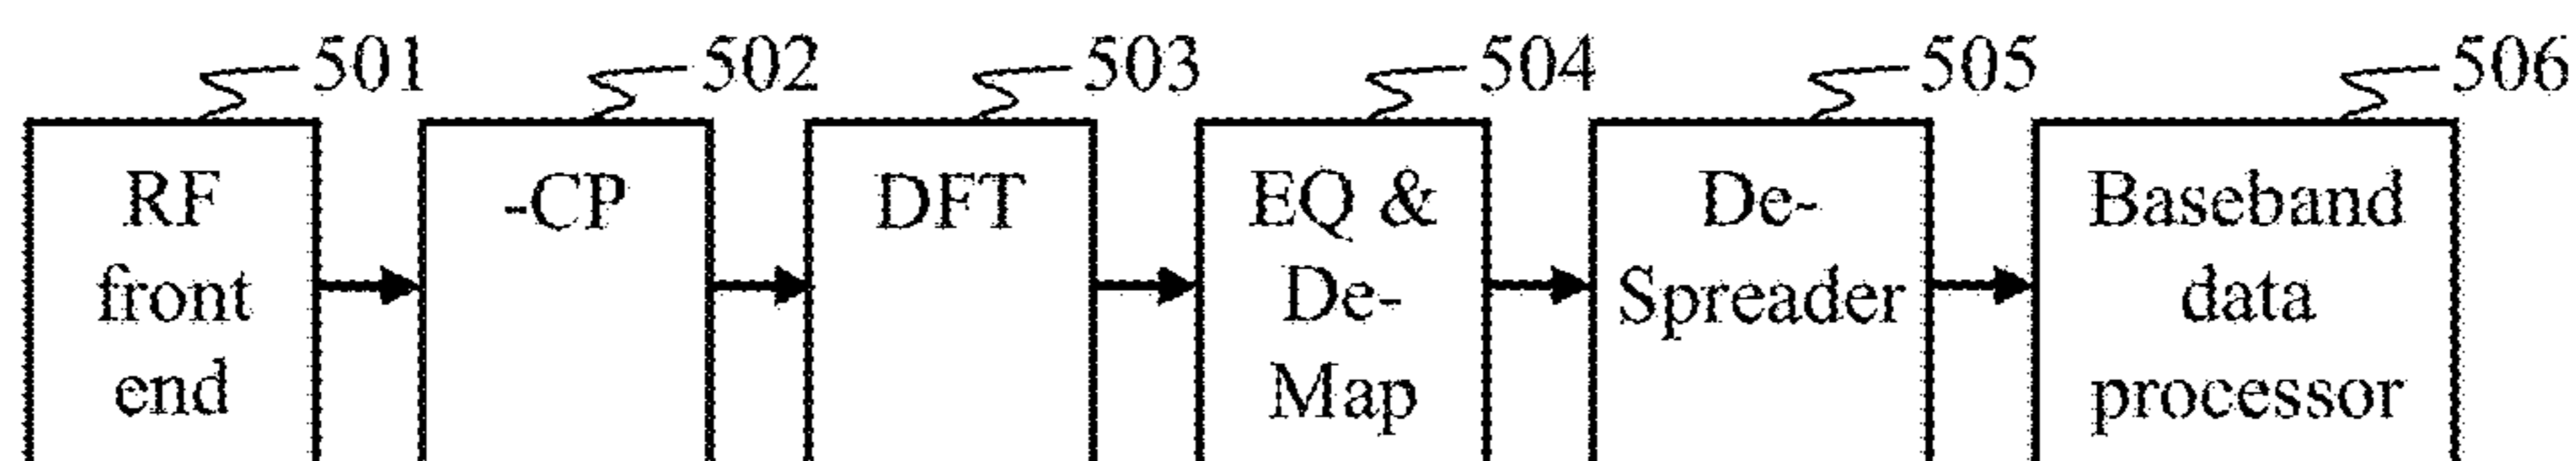 501 502 503 504 505 506
RF
front
end
-CP
DFT
EQ &
De-
Map
De-
Spreader
Baseband
data
processor